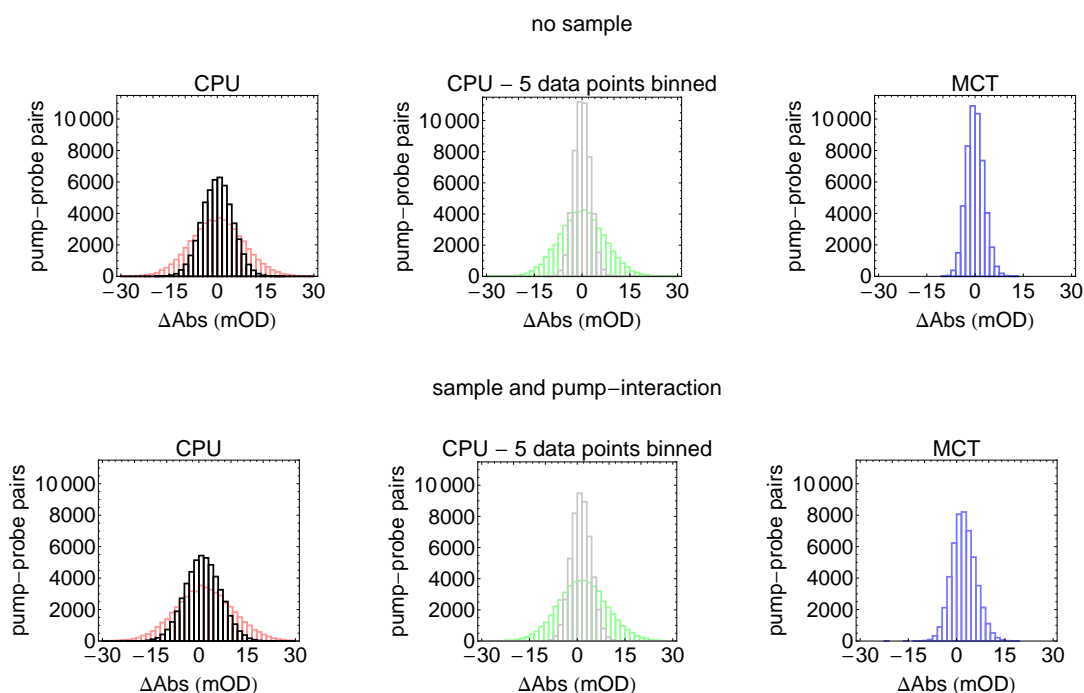 no sample
CPU
CPU − 5 data points binned
MCT
pump−probe pairs
10 000
8000
6000
4000
2000
0
−30 −15 0 15 30
ΔAbs (mOD)
pump−probe pairs
10 000
8000
6000
4000
2000
0
−30 −15 0 15 30
ΔAbs (mOD)
pump−probe pairs
10 000
8000
6000
4000
2000
0
−30 −15 0 15 30
ΔAbs (mOD)
sample and pump−interaction
CPU
CPU − 5 data points binned
MCT
pump−probe pairs
10 000
8000
6000
4000
2000
0
−30 −15 0 15 30
ΔAbs (mOD)
pump−probe pairs
10 000
8000
6000
4000
2000
0
−30 −15 0 15 30
ΔAbs (mOD)
pump−probe pairs
10 000
8000
6000
4000
2000
0
−30 −15 0 15 30
ΔAbs (mOD)